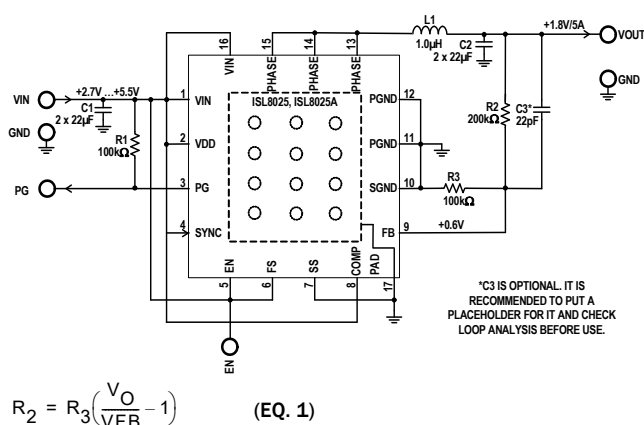 L1
1.0µH
+1.8V/5A
VOUT
C2
2 x 22µF
GND
R2
200kΩ
C3*
22pF
16
15
14
13
VIN
PHASE
PHASE
PHASE
ISL8025, ISL8025A
VIN
+2.7V …+5.5V
C1
2 x 22µF
GND
R1
100kΩ
PG
1
VIN
2
VDD
3
PG
4
SYNC
PGND
12
PGND
11
SGND
10
R3
100kΩ
FB
9
+0.6V
EN
FS
SS
COMP
PAD
5
6
7
8
17
EN
*C3 IS OPTIONAL. IT IS
RECOMMENDED TO PUT A
PLACEHOLDER FOR IT AND CHECK
LOOP ANALYSIS BEFORE USE.
R2 = R3(VO/VFB – 1) (EQ. 1)